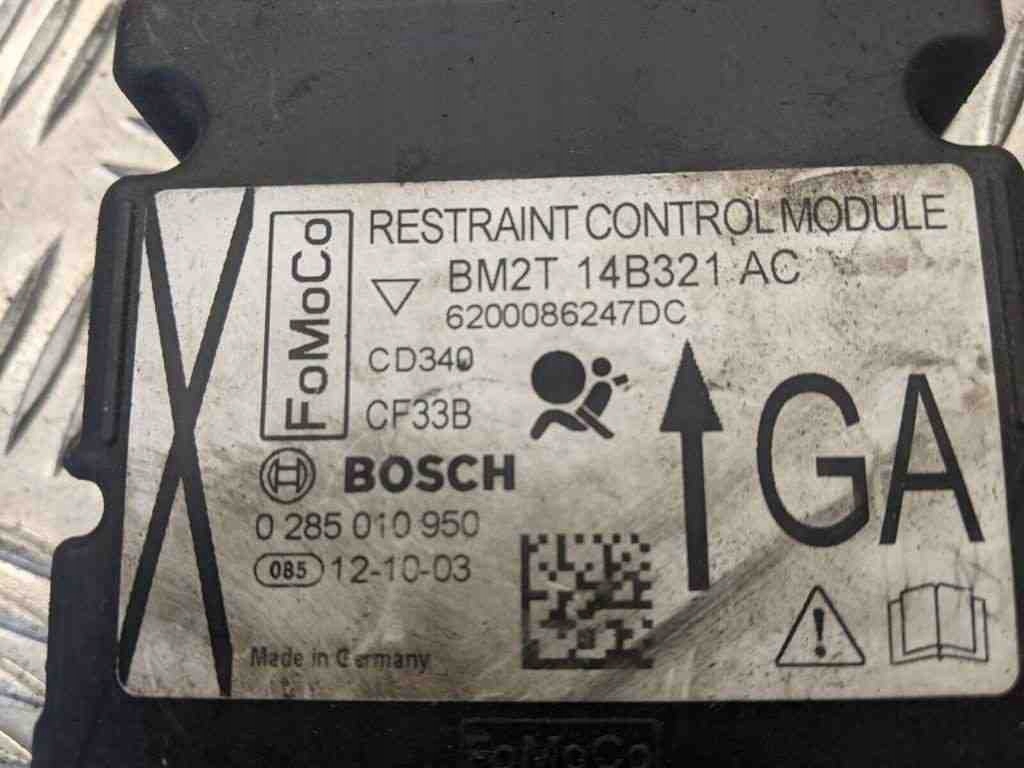 FoMoCo
RESTRAINT CONTROL MODULE
BM2T 14B321 AC
6200086247DC
CD340
CF33B
GA
BOSCH
0 285 010 950
085 12-10-03
Made in Germany
FoMoCo